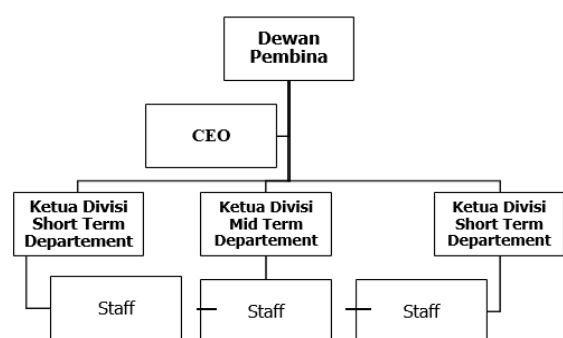 Dewan
Pembina
CEO
Ketua Divisi
Short Term
Departement
Ketua Divisi
Mid Term
Departement
Ketua Divisi
Short Term
Departement
Staff
Staff
Staff